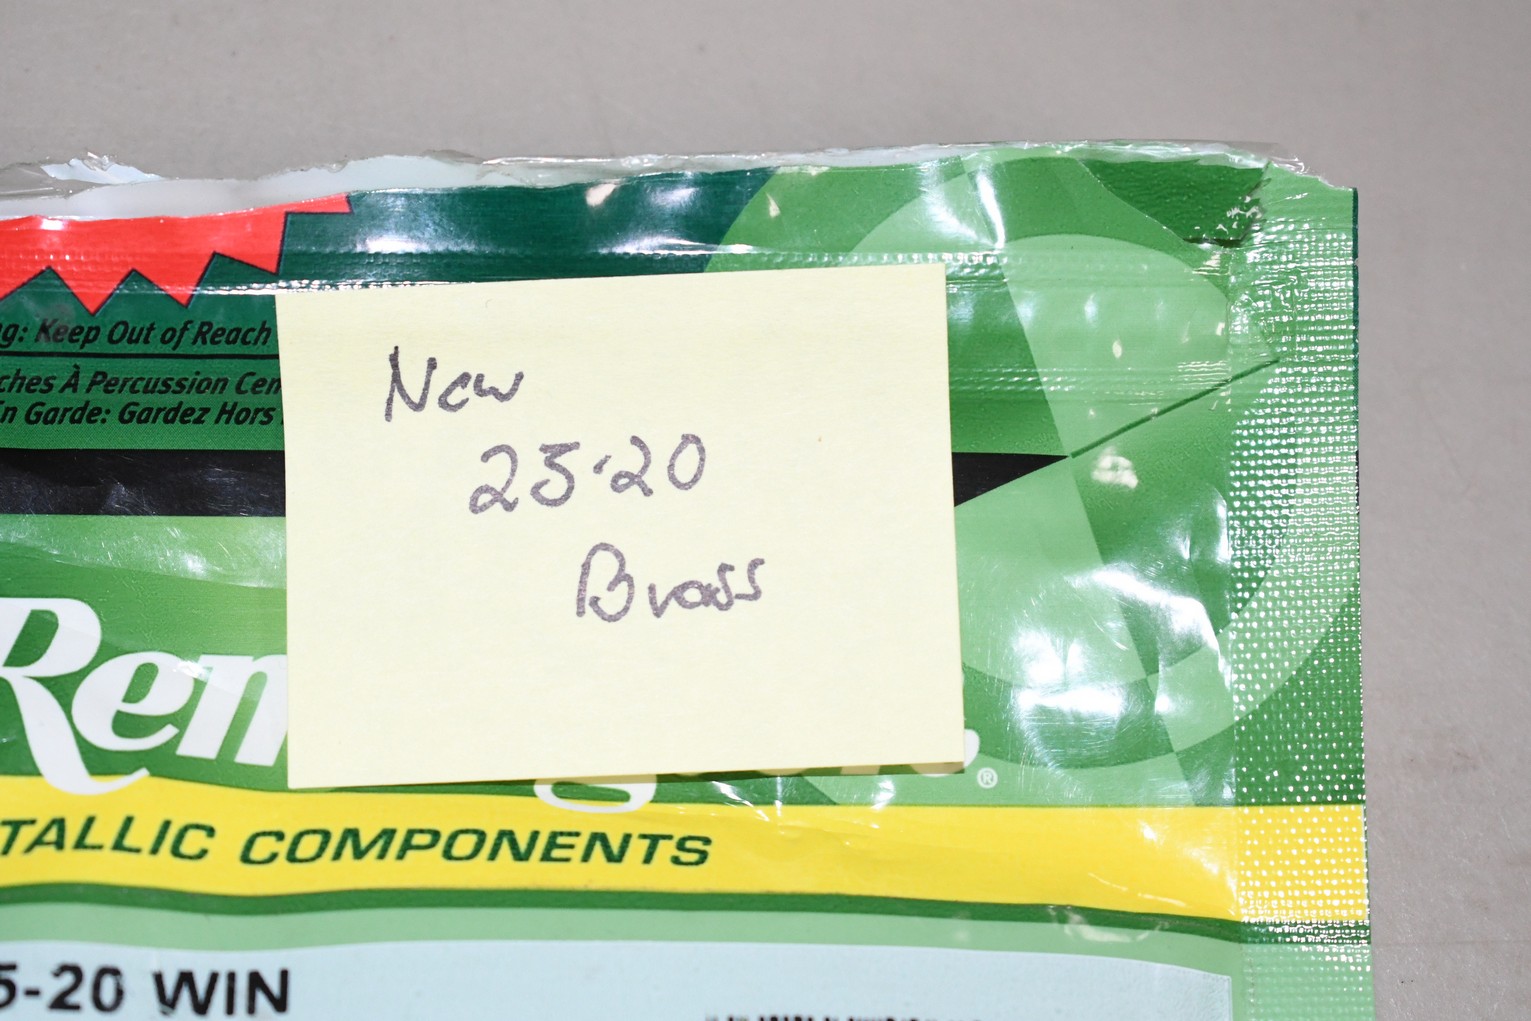 g: Keep Out of Reach
ches À Percussion Cen
n Garde: Gardez Hors
New
25-20
Brass
Rem
®
TALLIC COMPONENTS
5-20 WIN